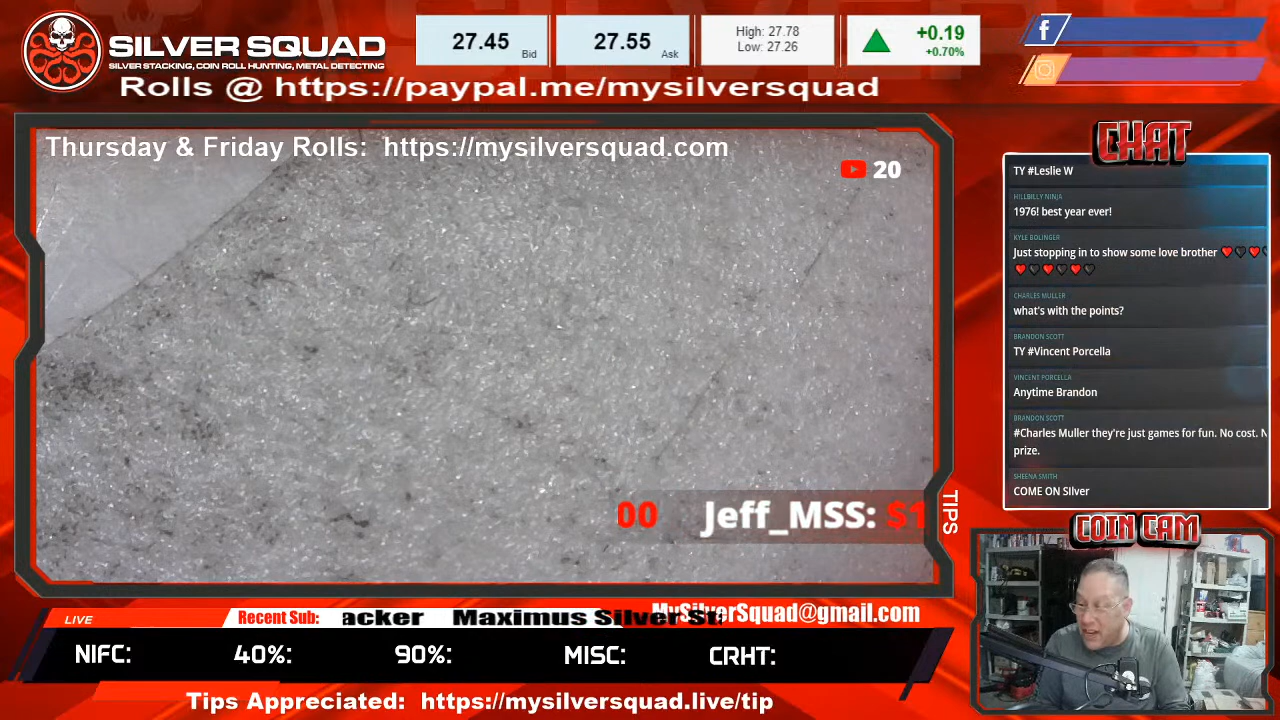 SILVER SQUAD
SILVER STACKING, COIN ROLL HUNTING, METAL DETECTING
27.45 Bid
27.55 Ask
High: 27.78
Low: 27.26
+0.19
+0.70%
Rolls @ https://paypal.me/mysilversquad
Thursday & Friday Rolls: https://mysilversquad.com
20
CHAT
TY #Leslie W
HILLBILLY NINJA
1976! best year ever!
KYLE BOLINGER
Just stopping in to show some love brother
CHARLES MULLER
what's with the points?
BRANDON SCOTT
TY #Vincent Porcella
VINCENT PORCELLA
Anytime Brandon
BRANDON SCOTT
#Charles Muller they're just games for fun. No cost. N
prize.
SHEENA SMITH
COME ON SIlver
00 Jeff_MSS: $1
TIPS
COIN CAM
LIVE
Recent Sub: acker Maximus Silver St
MySilverSquad@gmail.com
NIFC: 40%: 90%: MISC: CRHT:
Tips Appreciated: https://mysilversquad.live/tip